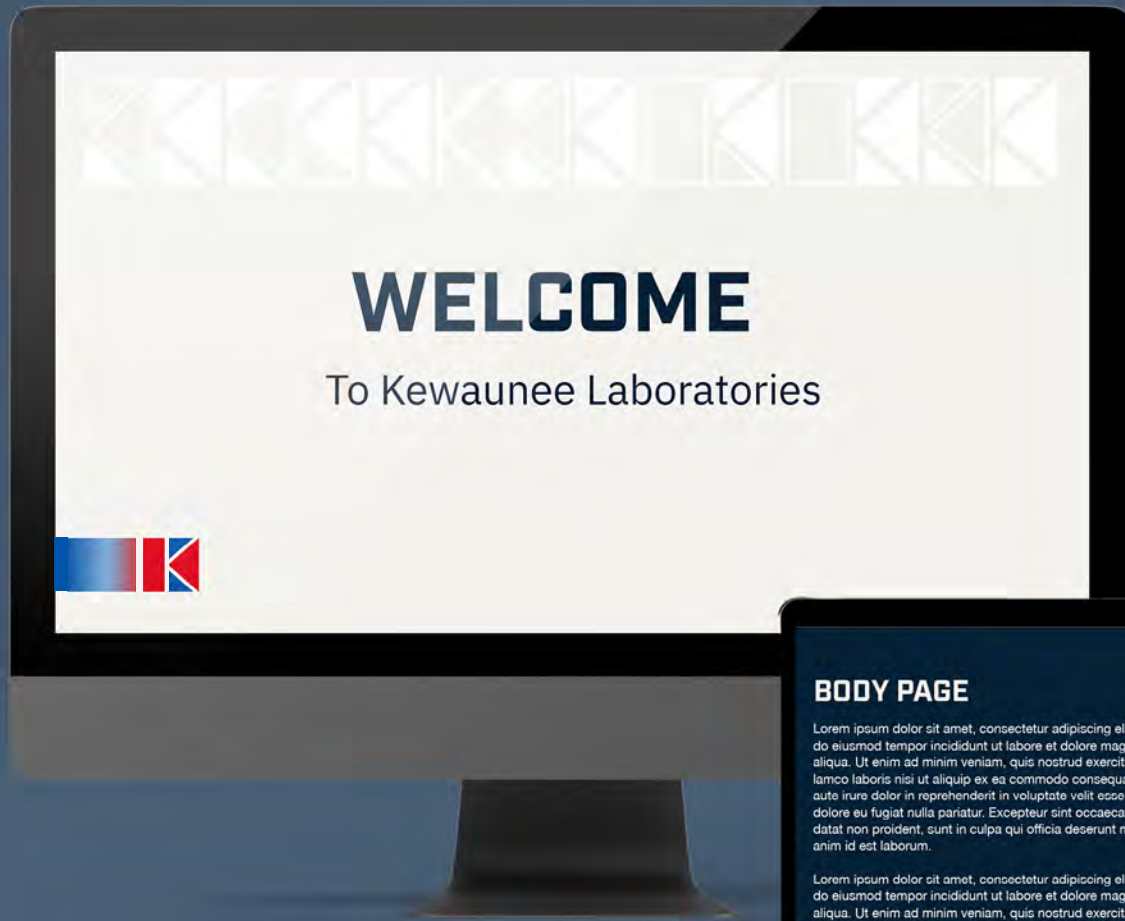 WELCOME
To Kewaunee Laboratories
K
BODY PAGE
Lorem ipsum dolor sit amet, consectetur adipiscing
do eiusmod tempor incididunt ut labore et dolore
aliqua. Ut enim ad minim veniam, quis nostrud
lamco laboris nisi ut aliquip ex ea commodo
aute irure dolor in reprehenderit in voluptate velit esse
dolore eu fugiat nulla pariatur. Excepteur sint
datat non proident, sunt in culpa qui officia deserunt
anim id est laborum.
Lorem ipsum dolor sit amet, consectetur adipiscing
do eiusmod tempor incididunt ut labore et dolore
aliqua. Ut enim ad minim veniam, quis nostrud